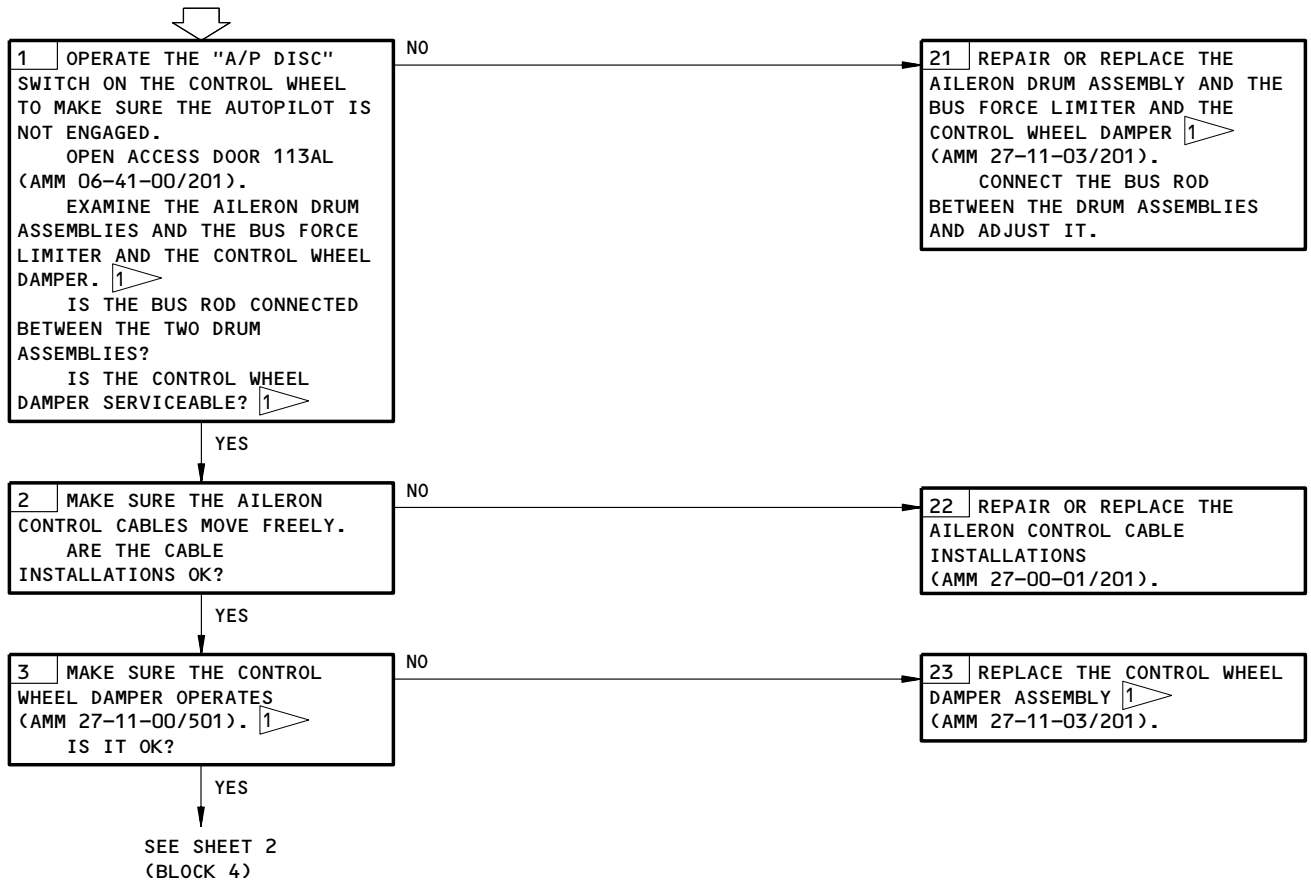 1 OPERATE THE "A/P DISC"
SWITCH ON THE CONTROL WHEEL
TO MAKE SURE THE AUTOPILOT IS
NOT ENGAGED.
OPEN ACCESS DOOR 113AL
(AMM 06-41-00/201).
EXAMINE THE AILERON DRUM
ASSEMBLIES AND THE BUS FORCE
LIMITER AND THE CONTROL WHEEL
DAMPER. 1
IS THE BUS ROD CONNECTED
BETWEEN THE TWO DRUM
ASSEMBLIES?
IS THE CONTROL WHEEL
DAMPER SERVICEABLE? 1
NO
21 REPAIR OR REPLACE THE
AILERON DRUM ASSEMBLY AND THE
BUS FORCE LIMITER AND THE
CONTROL WHEEL DAMPER 1
(AMM 27-11-03/201).
CONNECT THE BUS ROD
BETWEEN THE DRUM ASSEMBLIES
AND ADJUST IT.
YES
2 MAKE SURE THE AILERON
CONTROL CABLES MOVE FREELY.
ARE THE CABLE
INSTALLATIONS OK?
NO
22 REPAIR OR REPLACE THE
AILERON CONTROL CABLE
INSTALLATIONS
(AMM 27-00-01/201).
YES
3 MAKE SURE THE CONTROL
WHEEL DAMPER OPERATES
(AMM 27-11-00/501). 1
IS IT OK?
NO
23 REPLACE THE CONTROL WHEEL
DAMPER ASSEMBLY 1
(AMM 27-11-03/201).
YES
SEE SHEET 2
(BLOCK 4)